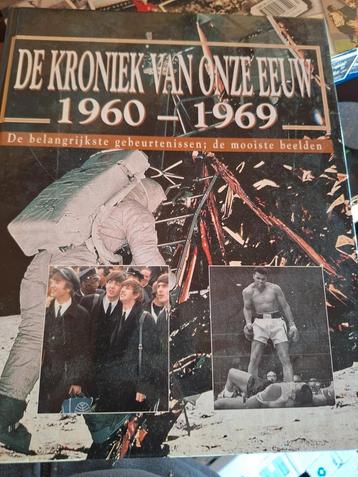 DE KRONIEK VAN ONZE EEUW
1960 – 1969
De belangrijkste gebeurtenissen; de mooiste beelden